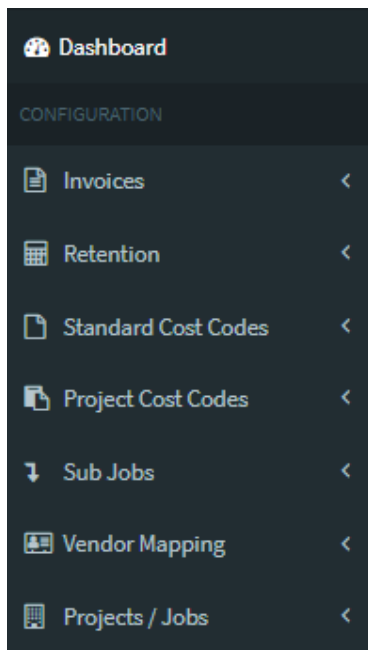 Dashboard
CONFIGURATION
Invoices
Retention
Standard Cost Codes
Project Cost Codes
Sub Jobs
Vendor Mapping
Projects / Jobs